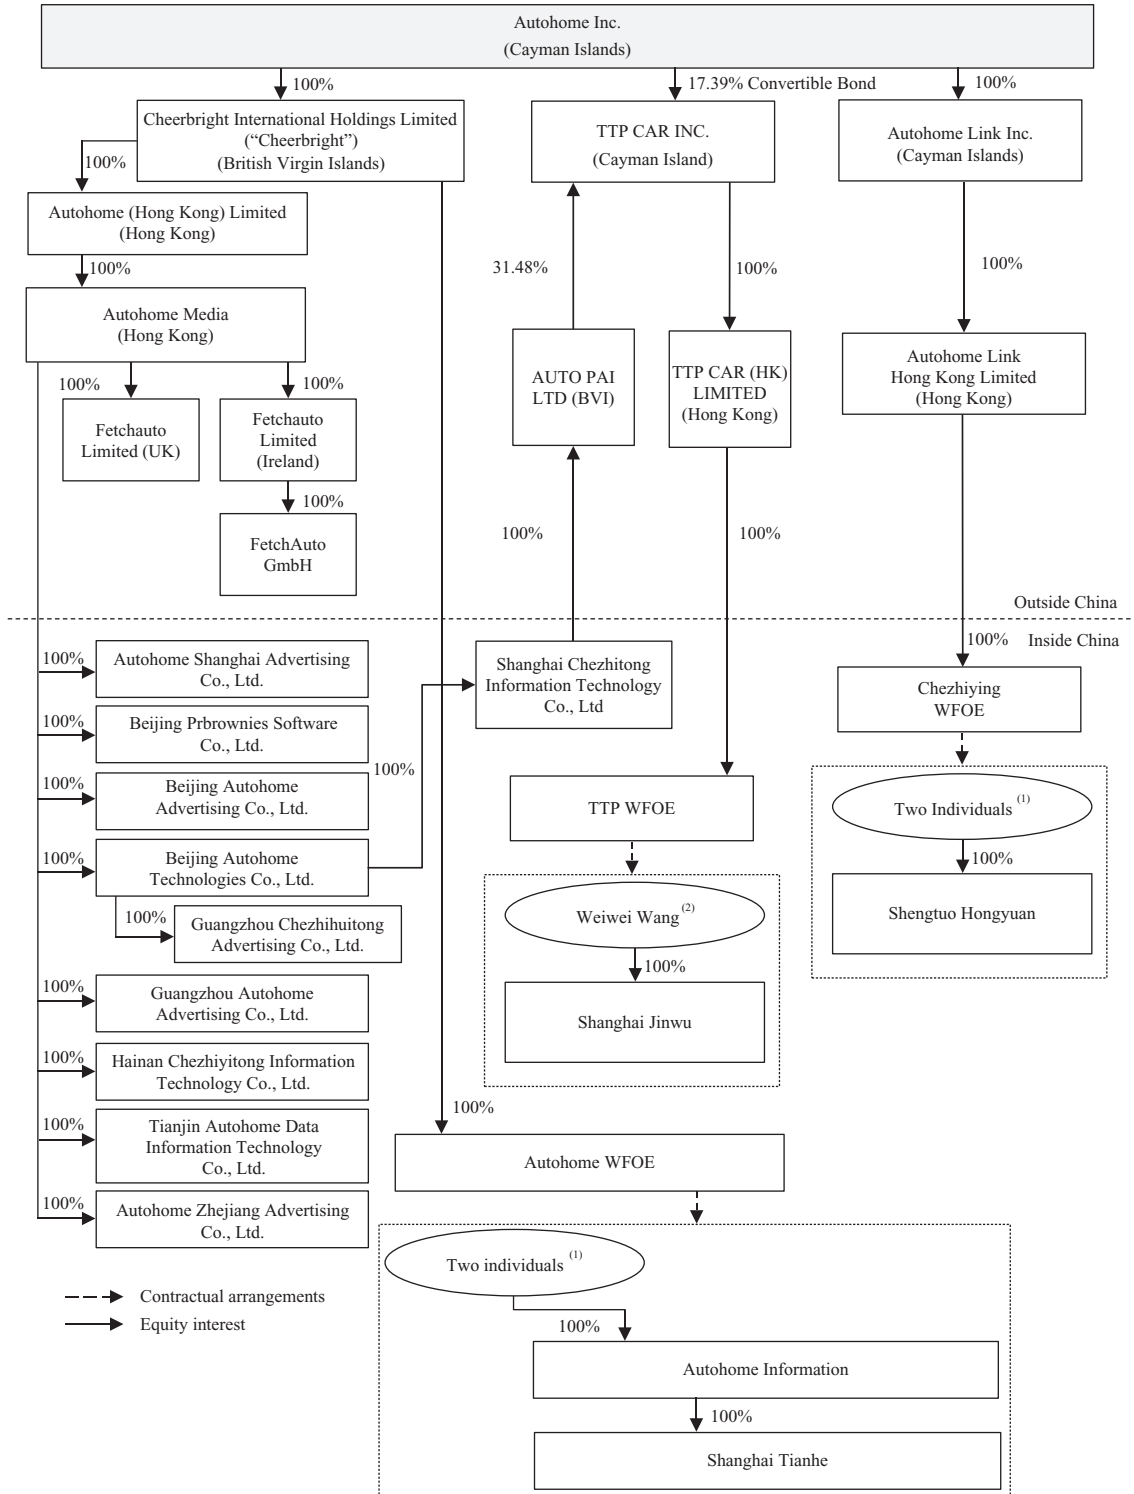 Autohome Inc.
(Cayman Islands)
100%
17.39% Convertible Bond
100%
Cheerbright International Holdings Limited
(“Cheerbright”)
(British Virgin Islands)
TTP CAR INC.
(Cayman Island)
Autohome Link Inc.
(Cayman Islands)
100%
Autohome (Hong Kong) Limited
(Hong Kong)
100%
31.48%
100%
100%
Autohome Media
(Hong Kong)
AUTO PAI
LTD (BVI)
TTP CAR (HK)
LIMITED
(Hong Kong)
Autohome Link
Hong Kong Limited
(Hong Kong)
100%
100%
Fetchauto
Limited (UK)
Fetchauto
Limited
(Ireland)
100%
FetchAuto
GmbH
100%
100%
Outside China
Inside China
100%
100%
Autohome Shanghai Advertising
Co., Ltd.
Shanghai Chezhitong
Information Technology
Co., Ltd
Chezhiying
WFOE
100%
Beijing Prbrownies Software
Co., Ltd.
100%
100%
Beijing Autohome
Advertising Co., Ltd.
TTP WFOE
Two Individuals (1)
100%
Beijing Autohome
Technologies Co., Ltd.
100%
Shengtuo Hongyuan
100%
Guangzhou Chezhihuitong
Advertising Co., Ltd.
Weiwei Wang (2)
100%
100%
Guangzhou Autohome
Advertising Co., Ltd.
Shanghai Jinwu
100%
Hainan Chezhiyitong Information
Technology Co., Ltd.
100%
Tianjin Autohome Data
Information Technology
Co., Ltd.
100%
Autohome WFOE
100%
Autohome Zhejiang Advertising
Co., Ltd.
Two individuals (1)
Contractual arrangements
Equity interest
100%
Autohome Information
100%
Shanghai Tianhe